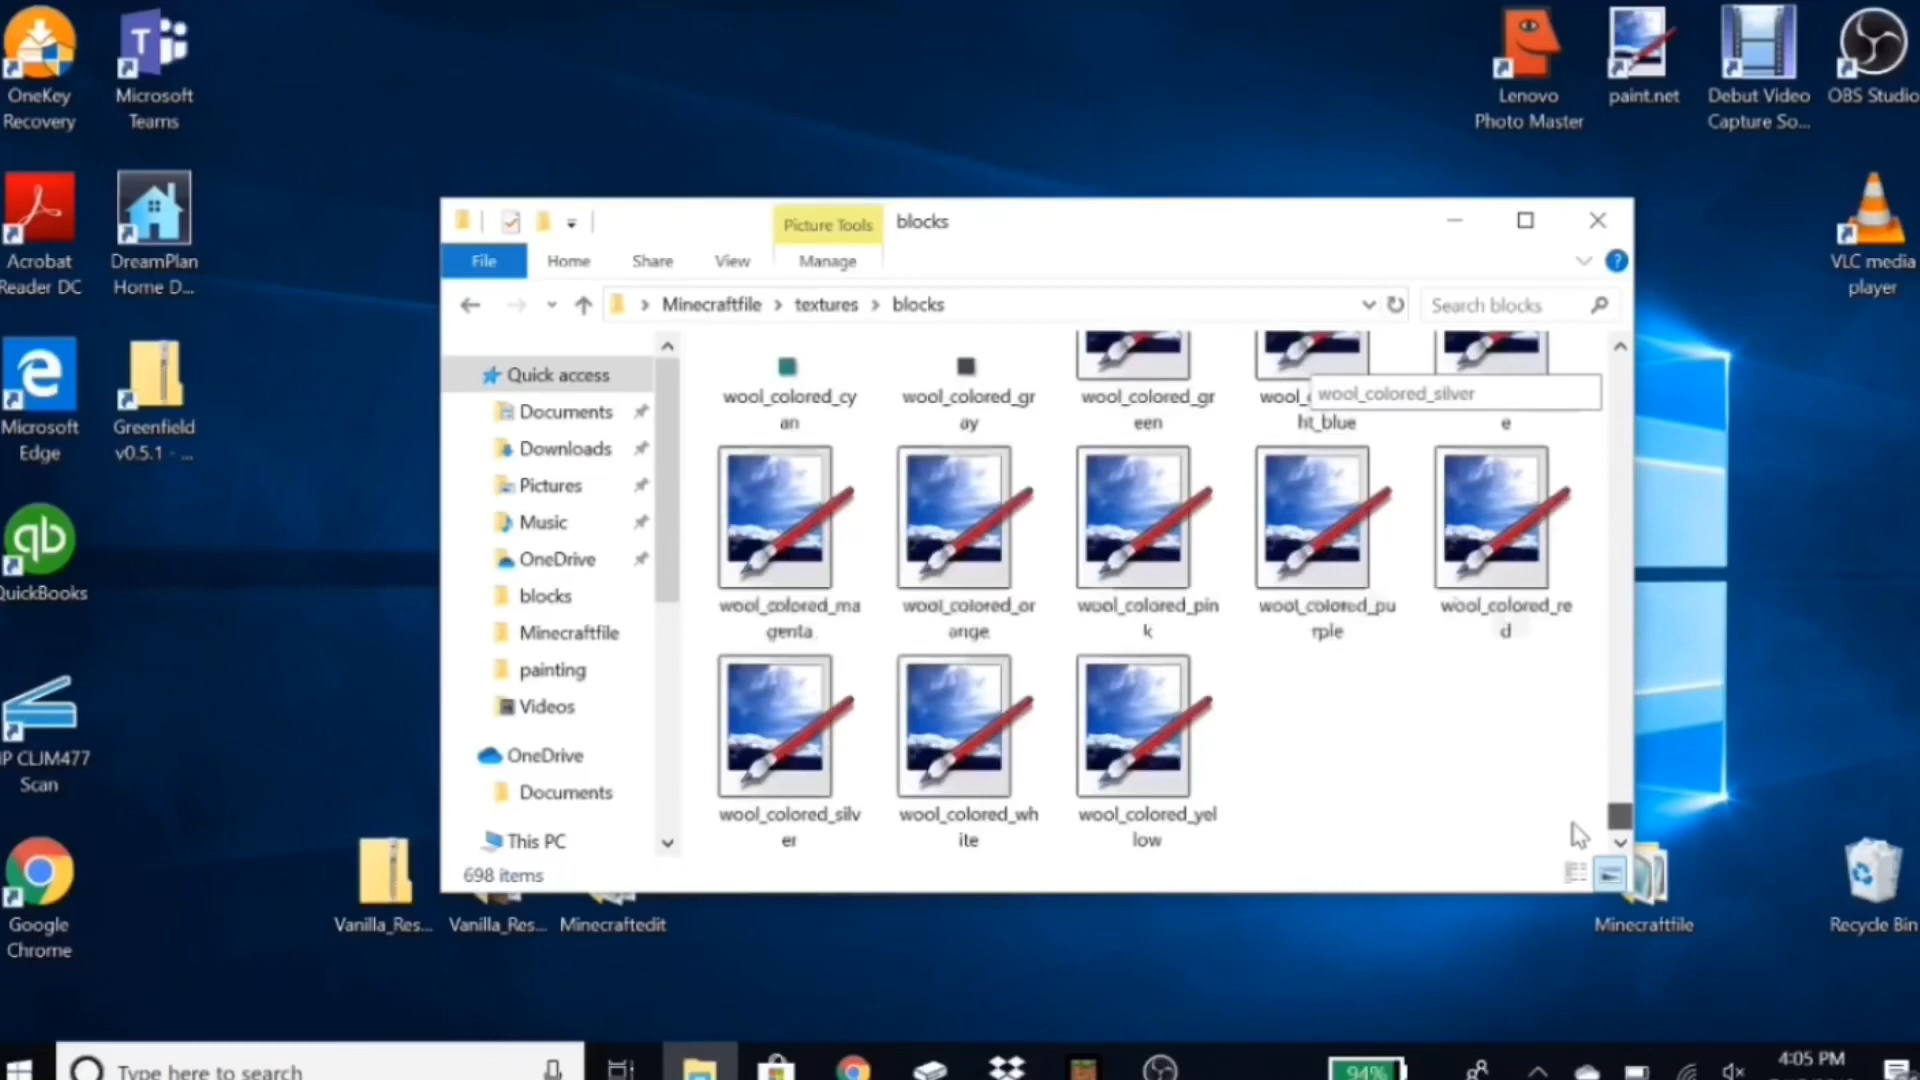 OneKey
Recovery
Microsoft
Teams
Lenovo
Photo Master
paint.net
Debut Video
Capture So...
OBS Studio
Acrobat
Reader DC
DreamPlan
Home D...
VLC media
player
Microsoft
Edge
Greenfield
v0.5.1 - ...
QuickBooks
HP CLJM477
Scan
Google
Chrome
Vanilla_Res...
Vanilla_Res...
Minecraftedit
Minecraftfile
Recycle Bin
Picture Tools
blocks
File
Home
Share
View
Manage
Minecraftfile
textures
blocks
Search blocks
Quick access
Documents
Downloads
Pictures
Music
OneDrive
blocks
Minecraftfile
painting
Videos
OneDrive
Documents
This PC
698 items
wool_colored_cy
an
wool_colored_gr
ay
wool_colored_gr
een
wool_
ht_blue
wool_colored_silver
e
wool_colored_ma
genta
wool_colored_or
ange
wool_colored_pin
k
wool_colored_pu
rple
wool_colored_re
d
wool_colored_silv
er
wool_colored_wh
ite
wool_colored_yel
low
Type here to search
94%
4:05 PM